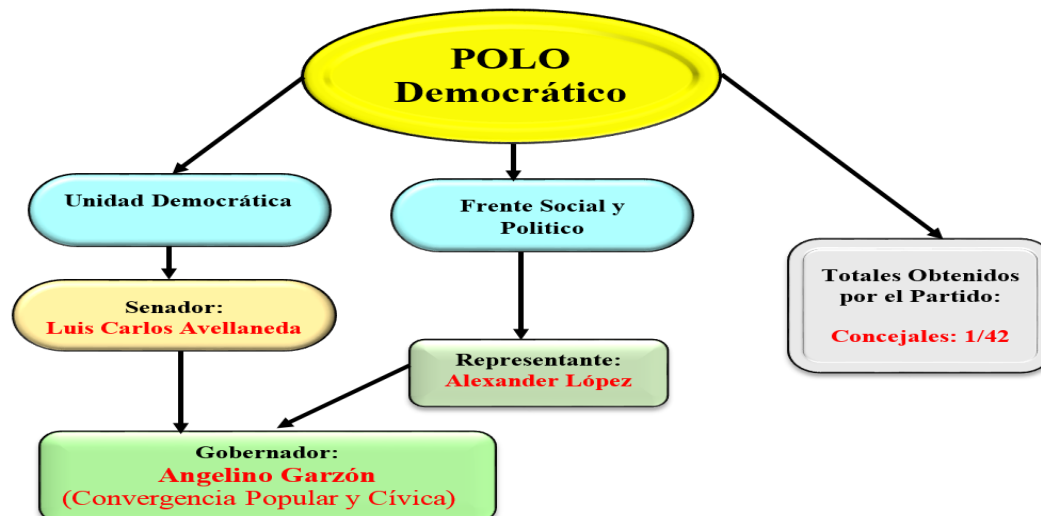 POLO
Democrático
Unidad Democrática
Frente Social y
Politico
Totales Obtenidos
por el Partido:
Concejales: 1/42
Senador:
Luis Carlos Avellaneda
Representante:
Alexander López
Gobernador:
Angelino Garzón
(Convergencia Popular y Cívica)